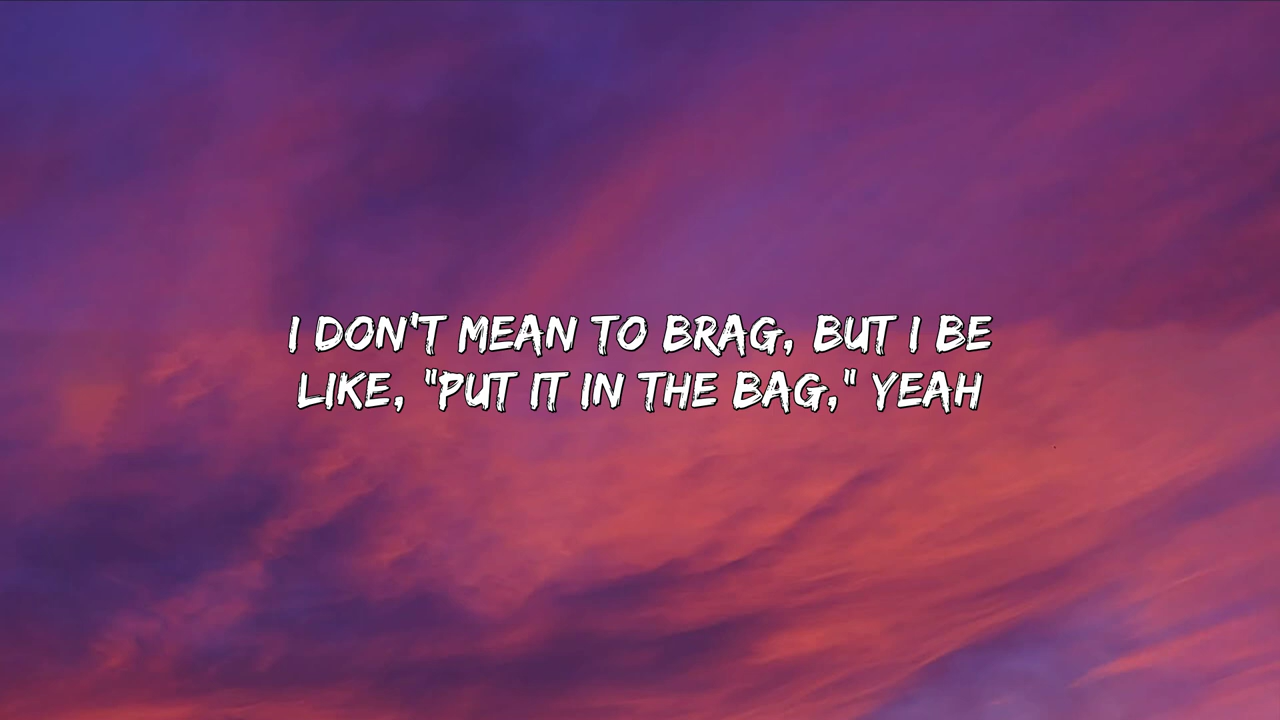 I DON'T MEAN TO BRAG, BUT I BE
LIKE, "PUT IT IN THE BAG," YEAH